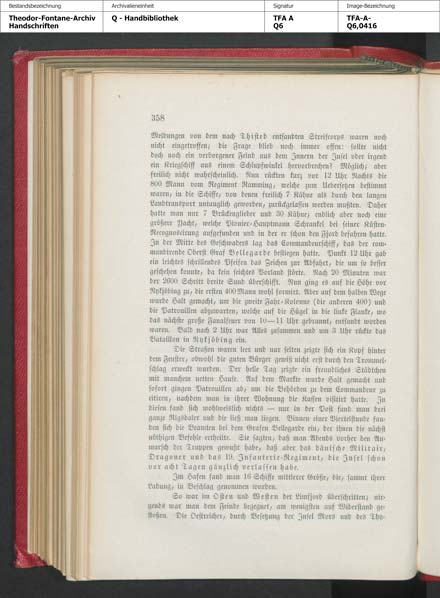 Bestandsbezeichnung
Archivalieneinheit
Signatur
Image-Bezeichnung
Theodor-Fontane-Archiv
Handschriften
Q - Handbibliothek
TFA A
Q6
TFA-A-
Q6,0416
358
Meldungen von dem nach Thisted entsandten Streifcorps waren noch
nicht eingetroffen; die Frage blieb noch immer offen: sollte nicht
doch noch ein verborgener Feind aus dem Innern der Insel oder irgend
ein Kriegsschiff aus einem Schlupfwinkel hervorbrechen? Möglich; aber
freilich nicht wahrscheinlich. Nun rückten kurz vor 12 Uhr Nachts die
800 Mann vom Regiment Ramming, welche zum Uebersetzen bestimmt
waren, in die Schiffe, von denen freilich 7 Kähne als durch den langen
Landtransport untauglich geworden, zurückgelassen werden mußten. Daher
hatte man nur 7 Brückenglieder und 30 Kähne; endlich aber noch eine
größere Yacht, welche Pionier-Hauptmann Schrankel bei seiner Küsten-
Recognoscirung aufgefunden und in der er schon den Fjord befahren hatte.
In der Mitte des Geschwaders lag das Commandeurschiff, das der com-
mandirende Oberst Graf Bellegarde bestiegen hatte. Punkt 12 Uhr gab
ein leichtes schrillendes Pfeifen das Zeichen zur Abfahrt, die um so besser
geschehen konnte, da kein leichtes Vorland störte. Nach 20 Minuten war
der 2600 Schritt breite Sund überschifft. Nun ging es auf die Höhe vor
Nykjöbing zu, die ersten 400 Mann wohl formirt. Aber auf dem halben Wege
wurde Halt gemacht, um die zweite Fahr-Kolonne (die anderen 400) und
die Patrouillen abzuwarten, welche auf die Hügel in die linke Flanke, wo
das nächste große Fanalfeuer von 10—11 Uhr gebrannt, entsandt worden
waren. Bald nach 2 Uhr war Alles zusammen und um 3 Uhr rückte das
Bataillon in Nykjöbing ein.
Die Straßen waren leer und nur selten zeigte sich ein Kopf hinter
dem Fenster, obwohl die guten Bürger gewiß nicht erst durch den Trommel-
schlag erweckt wurden. Der helle Tag zeigte ein freundliches Städtchen
mit manchem netten Hause. Auf dem Markte wurde Halt gemacht und
sofort gingen Patrouillen ab, um die Behörden zu dem Commandeur zu
citiren, nachdem man in ihrer Wohnung die Kassen visitirt hatte. In
diesen fand sich wohlweislich nichts — nur in der Post fand man drei
ganze Rigsdaler und die ließ man liegen. Binnen einer Viertelstunde fan-
den sich die Beamten bei dem Grafen Bellegarde ein, der ihnen die nächst
nöthigen Befehle ertheilte. Sie sagten, daß man Abends vorher den An-
marsch der Truppen gewußt habe, daß aber das dänische Militair,
Dragoner und das 19. Infanterie-Regiment, die Insel schon
vor acht Tagen gänzlich verlassen habe.
Im Hafen fand man 16 Schiffe mittlerer Größe, die, sammt ihrer
Ladung, in Beschlag genommen wurden.
So war im Osten und Westen der Limfjord überschritten; nir-
gends war man dem Feinde begegnet, am wenigsten auf Widerstand ge-
stoßen. Die Oestreicher, durch Besetzung der Insel Mors und des Thy-